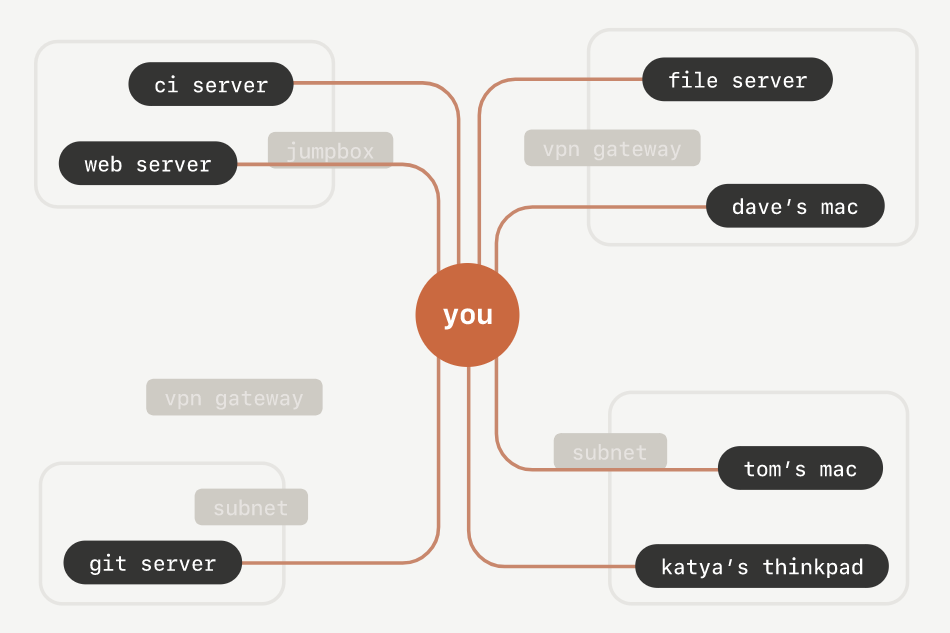 ci server
file server
web server
jumpbox
vpn gateway
dave’s mac
you
vpn gateway
subnet
tom’s mac
subnet
git server
katya’s thinkpad